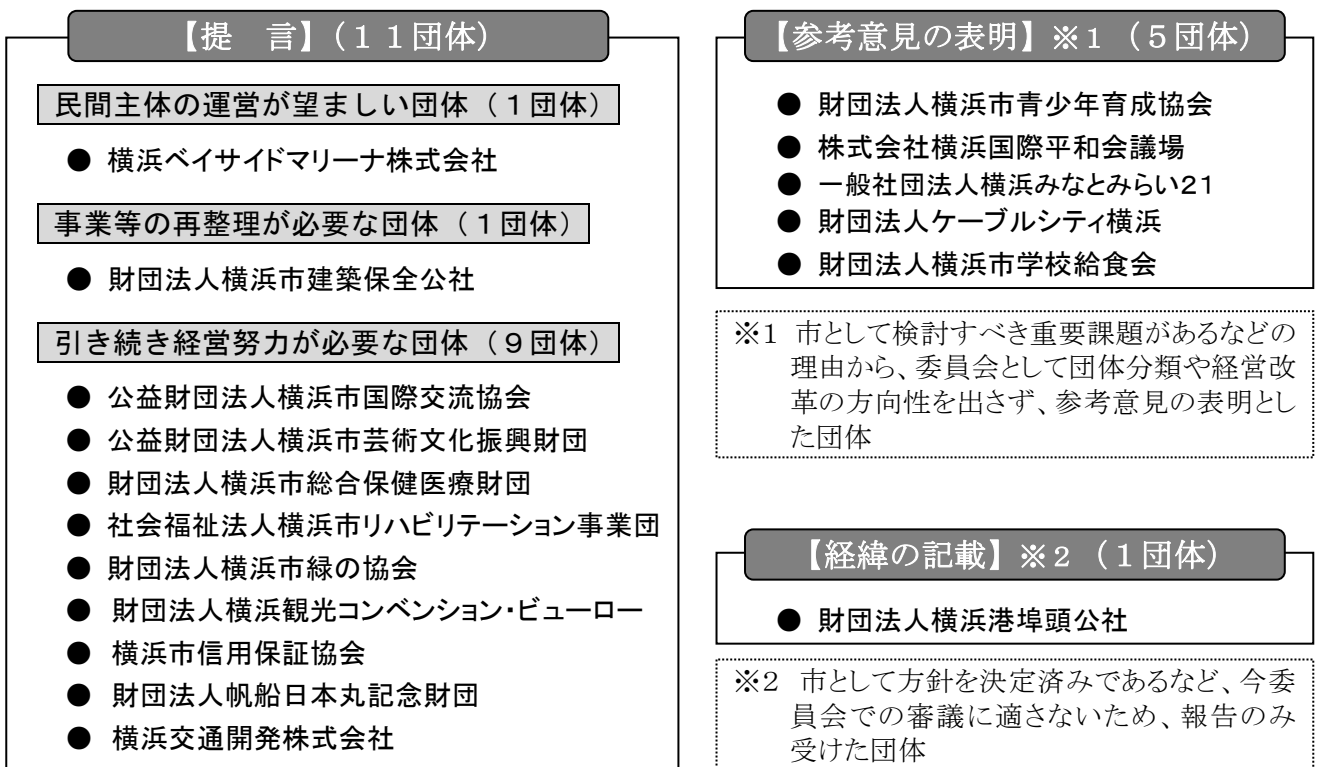 【提　言】（１１団体）
民間主体の運営が望ましい団体（１団体）
● 横浜ベイサイドマリーナ株式会社
事業等の再整理が必要な団体（１団体）
● 財団法人横浜市建築保全公社
引き続き経営努力が必要な団体（９団体）
● 公益財団法人横浜市国際交流協会
● 公益財団法人横浜市芸術文化振興財団
● 財団法人横浜市総合保健医療財団
● 社会福祉法人横浜市リハビリテーション事業団
● 財団法人横浜市緑の協会
● 財団法人横浜観光コンベンション・ビューロー
● 横浜市信用保証協会
● 財団法人帆船日本丸記念財団
● 横浜交通開発株式会社
【参考意見の表明】※１（５団体）
● 財団法人横浜市青少年育成協会
● 株式会社横浜国際平和会議場
● 一般社団法人横浜みなとみらい２１
● 財団法人ケーブルシティ横浜
● 財団法人横浜市学校給食会
※１ 市として検討すべき重要課題があるなどの
理由から、委員会として団体分類や経営改
革の方向性を出さず、参考意見の表明とし
た団体
【経緯の記載】※２（１団体）
● 財団法人横浜港埠頭公社
※２ 市として方針を決定済みであるなど、今委
員会での審議に適さないため、報告のみ
受けた団体